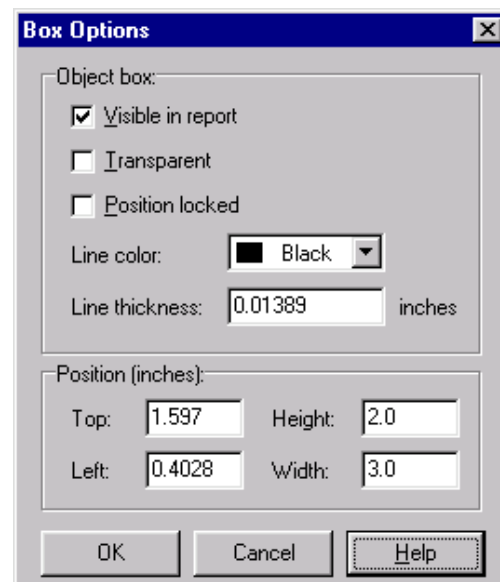 Box Options
Object box:
Visible in report
Transparent
Position locked
Line color: Black
Line thickness: 0.01389 inches
Position (inches):
Top: 1.597 Height: 2.0
Left: 0.4028 Width: 3.0
OK Cancel Help